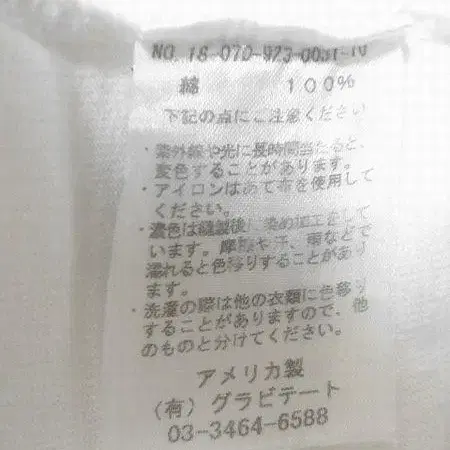 NO. 18-070-923-0031-10
綿 100%
下記の点にご注意ください
・紫外線や光に長時間当たると、
変色することがあります。
・アイロンはあて布を使用して
ください。
・濃色は縫製後に染め加工をして
います。摩擦や汗、雨などで
濡れると色移りすることがあり
ます。
・洗濯の際は他の衣類に色移り
することがありますので、他
のものと分けてください。
アメリカ製
(有) グラビテート
03-3464-6588